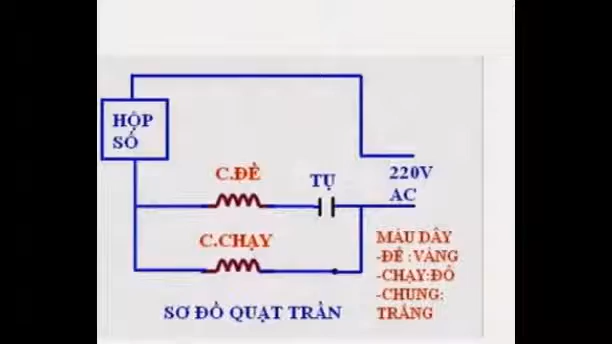 HỘP
SỐ
C.ĐỀ
TỤ
220V
AC
C.CHẠY
MÀU DÂY
-ĐỀ :VÀNG
-CHẠY:ĐỎ
-CHUNG:
TRẮNG
SƠ ĐỒ QUẠT TRẦN